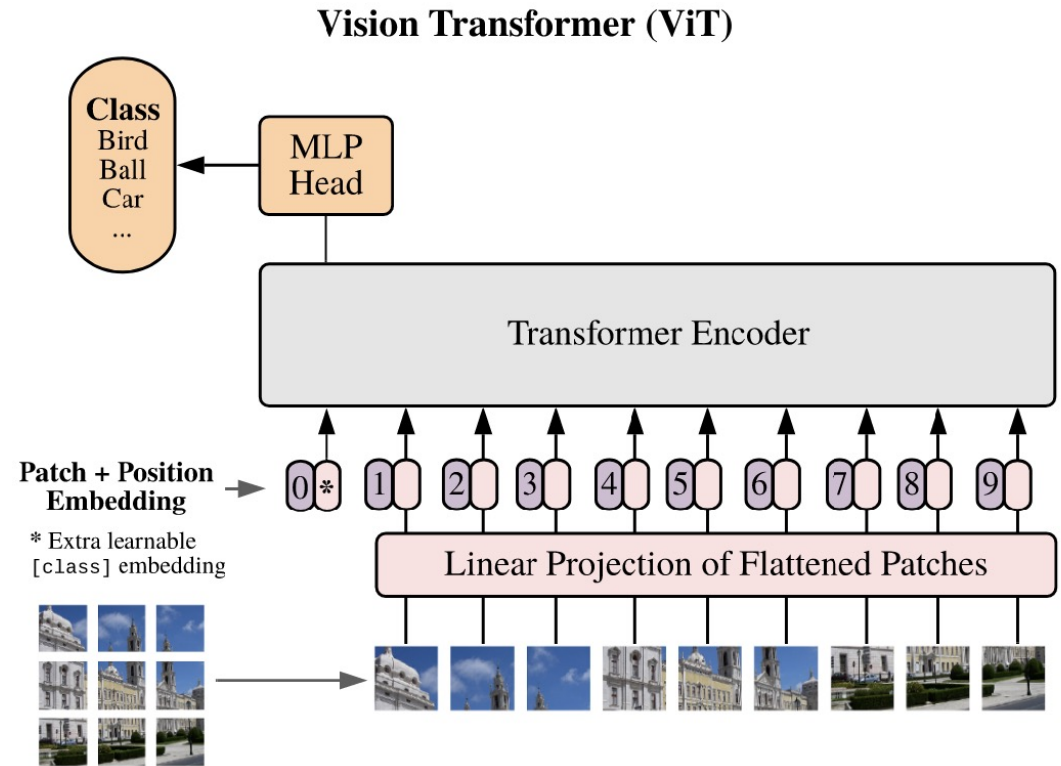 Vision Transformer (ViT)
Class
Bird
Ball
Car
...
MLP
Head
Transformer Encoder
Patch + Position
Embedding
0 * 1 2 3 4 5 6 7 8 9
* Extra learnable
[class] embedding
Linear Projection of Flattened Patches